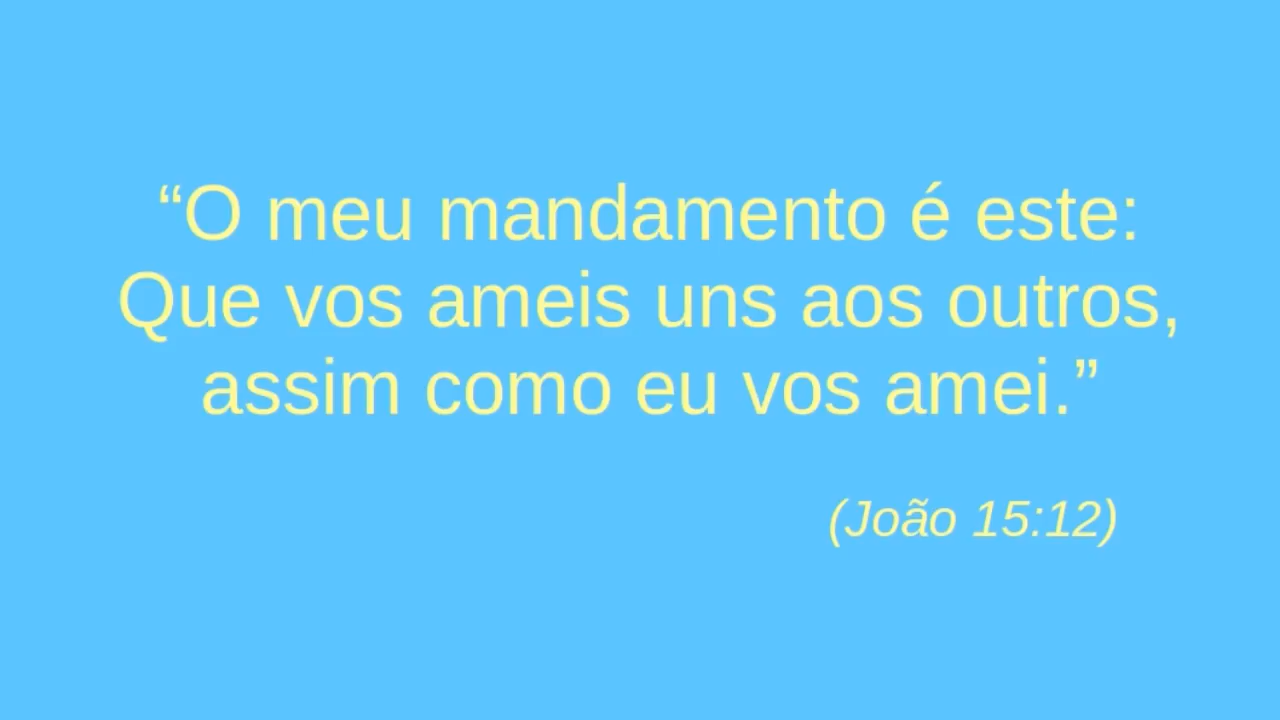 “O meu mandamento é este:
Que vos ameis uns aos outros,
assim como eu vos amei.”
(João 15:12)